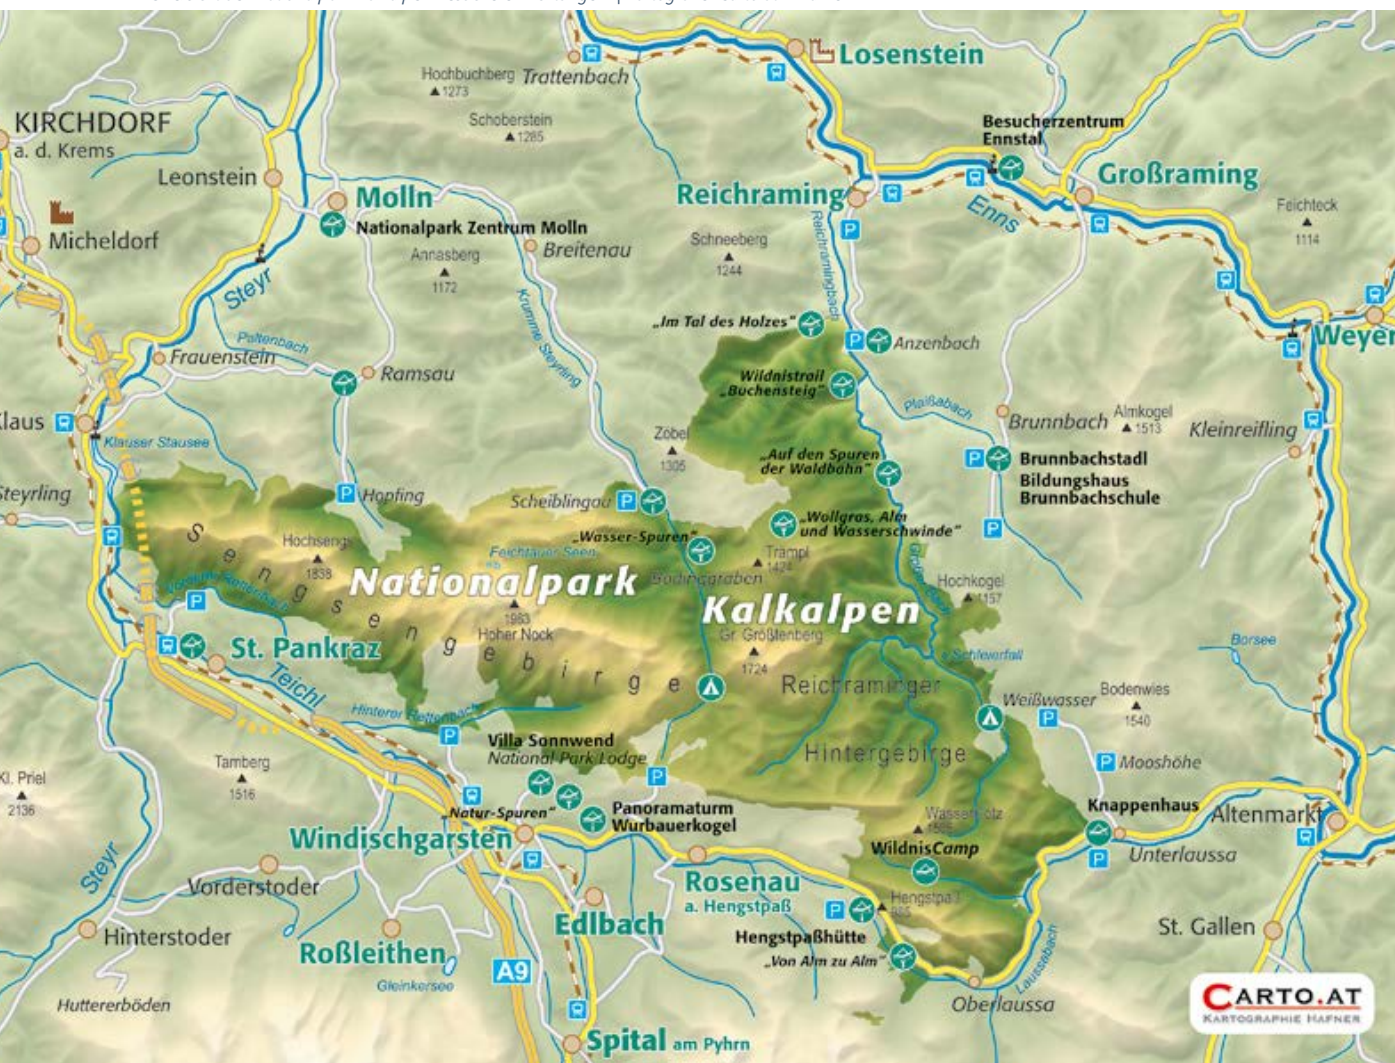 Losenstein
Trattenbach
Hochbuchberg
1273
Schoberstein
1285
KIRCHDORF
a. d. Krems
Besucherzentrum
Ennstal
Leonstein
Molln
Nationalpark Zentrum Molln
Reichraming
Großraming
Enns
Feichteck
1114
Micheldorf
Annasberg
1172
Breitenau
Schneeberg
1244
Reichramingbach
Steyr
Krumme Steyrling
„Im Tal des Holzes"
P
P
Anzenbach
Weyer
Paltenbach
Frauenstein
Ramsau
Wildnistrail
„Buchensteig"
Plaißabach
Brunnbach
Almkogel
1513
Kleinreifling
Klaus
Klauser Stausee
Zöbel
1305
„Auf den Spuren
der Waldbahn"
P
Brunnbachstadl
Bildungshaus
Brunnbachschule
Steyrling
P
Hopfing
Scheiblingau
P
„Wollgras, Alm
und Wasserschwinde"
P
Sengsengebirge
Hochsengs
1838
Feichtauer Seen
„Wasser-Spuren"
Trämpl
1424
Bodinggraben
Großer Bach
Nationalpark
Kalkalpen
Hochkogel
1157
Vorderer Rettenbach
P
1963
Hoher Nock
Gr. Größtenberg
1724
St. Pankraz
Teichl
Schleierfall
Borsee
Reichraminger
Hintergebirge
Weißwasser
P
Bodenwies
1540
Hinterer Rettenbach
P
Villa Sonnwend
National Park Lodge
Tamberg
1516
Kl. Priel
2136
P
P
Mooshöhe
Natur-Spuren"
Panoramaturm
Wurbauerkogel
Knappenhaus
Altenmarkt
Windischgarsten
WildnisCamp
P
Unterlaussa
Steyr
Vorderstoder
Rosenau
a. Hengstpaß
Hengstpaß
985
P
Edlbach
Hinterstoder
Roßleithen
Hengstpaßhütte
„Von Alm zu Alm"
St. Gallen
Laussabach
A9
Gleinkersee
Huttererböden
Oberlaussa
Spital am Pyhrn
CARTO.AT
KARTOGRAPHIE HAFNER